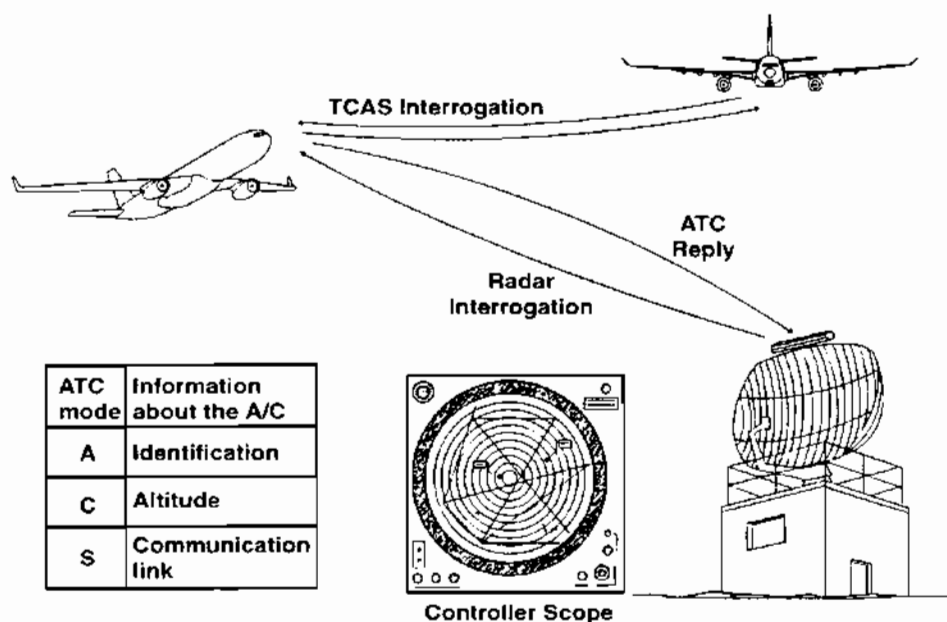 TCAS Interrogation
ATC
Reply
Radar
Interrogation
ATC
mode
Information
about the A/C
A
Identification
C
Altitude
S
Communication
link
Controller Scope